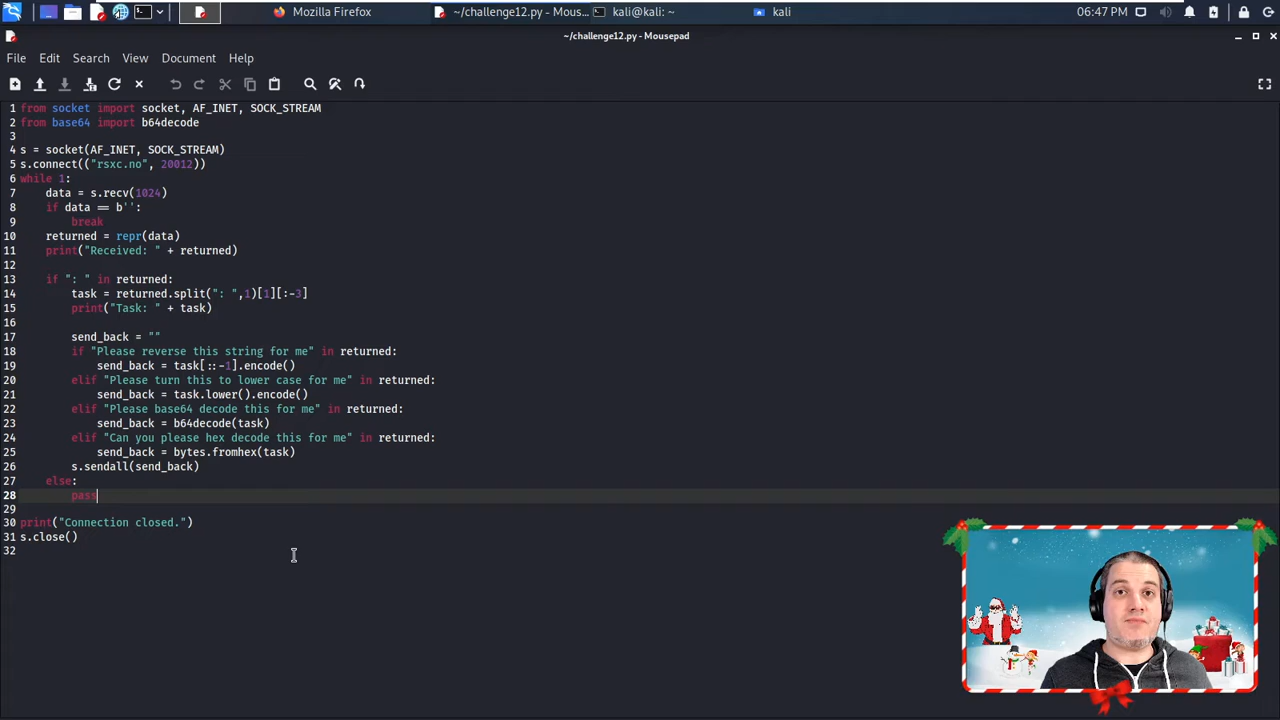 Mozilla Firefox
~/challenge12.py - Mous...
kali@kali: ~
kali
06:47 PM
~/challenge12.py - Mousepad
File Edit Search View Document Help
1 from socket import socket, AF_INET, SOCK_STREAM
2 from base64 import b64decode
3
4 s = socket(AF_INET, SOCK_STREAM)
5 s.connect(("rsxc.no", 20012))
6 while 1:
7     data = s.recv(1024)
8     if data == b'':
9         break
10     returned = repr(data)
11     print("Received: " + returned)
12
13     if ": " in returned:
14         task = returned.split(": ",1)[1][:-3]
15         print("Task: " + task)
16
17         send_back = ""
18         if "Please reverse this string for me" in returned:
19             send_back = task[::-1].encode()
20         elif "Please turn this to lower case for me" in returned:
21             send_back = task.lower().encode()
22         elif "Please base64 decode this for me" in returned:
23             send_back = b64decode(task)
24         elif "Can you please hex decode this for me" in returned:
25             send_back = bytes.fromhex(task)
26         s.sendall(send_back)
27     else:
28         pass
29
30 print("Connection closed.")
31 s.close()
32